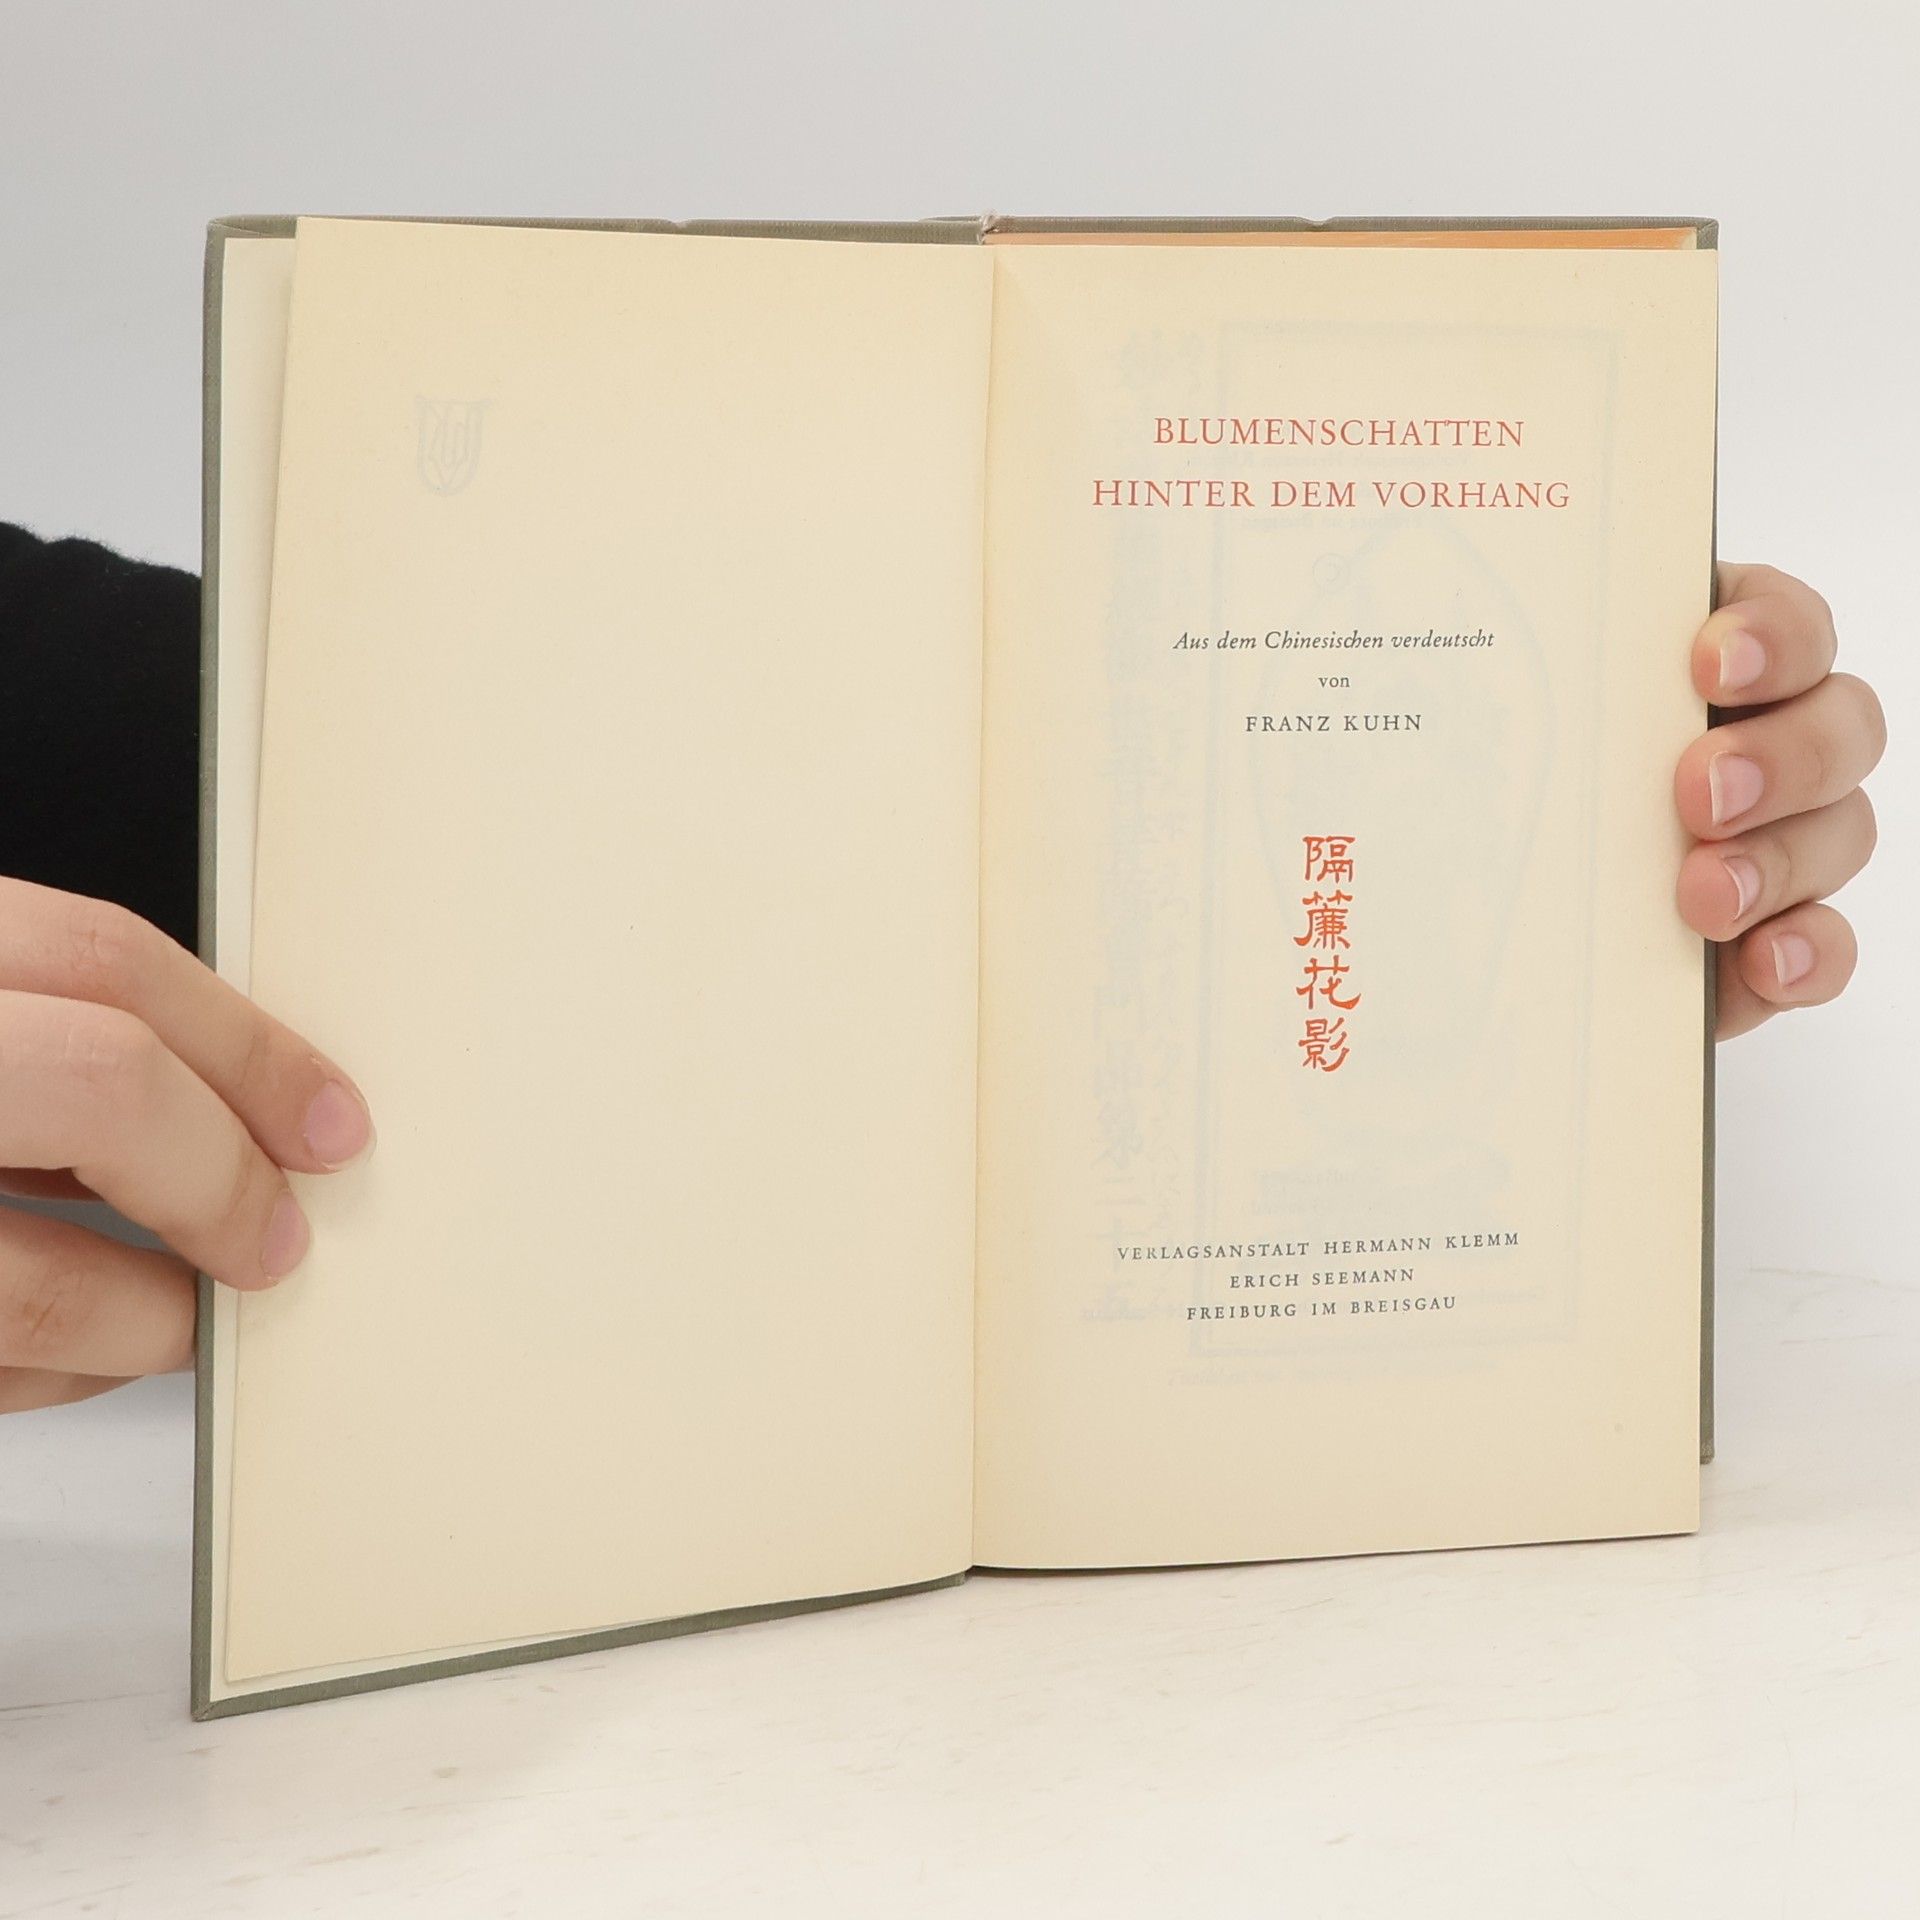 BLUMENSCHATTEN
HINTER DEM VORHANG
Aus dem Chinesischen verdeutscht
von
FRANZ KUHN
隔簾花影
VERLAGSANSTALT HERMANN KLEMM
ERICH SEEMANN
FREIBURG IM BREISGAU